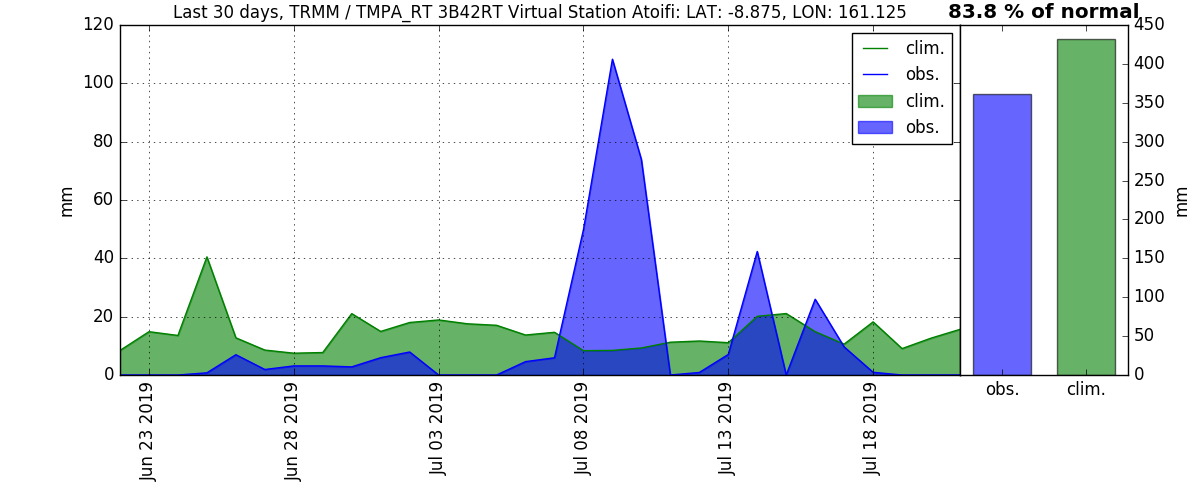 Last 30 days, TRMM / TMPA_RT 3B42RT Virtual Station Atoifi: LAT: -8.875, LON: 161.125
83.8 % of normal
120
100
80
60
40
20
0
mm
clim.
obs.
clim.
obs.
Jun 23 2019
Jun 28 2019
Jul 03 2019
Jul 08 2019
Jul 13 2019
Jul 18 2019
450
400
350
300
250
200
150
100
50
0
mm
obs.
clim.